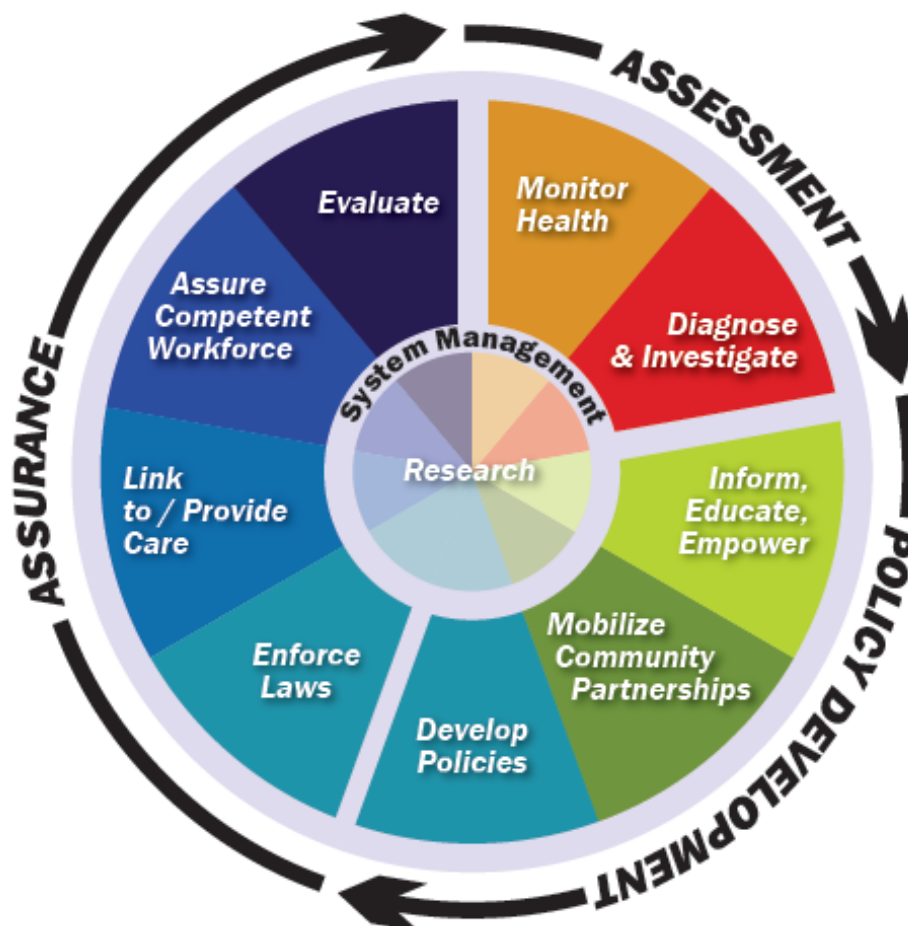 ASSESSMENT
Monitor
Health
Diagnose
& Investigate
POLICY DEVELOPMENT
Inform,
Educate,
Empower
Mobilize
Community
Partnerships
Develop
Policies
ASSURANCE
Enforce
Laws
Link
to / Provide
Care
Assure
Competent
Workforce
Evaluate
System Management
Research